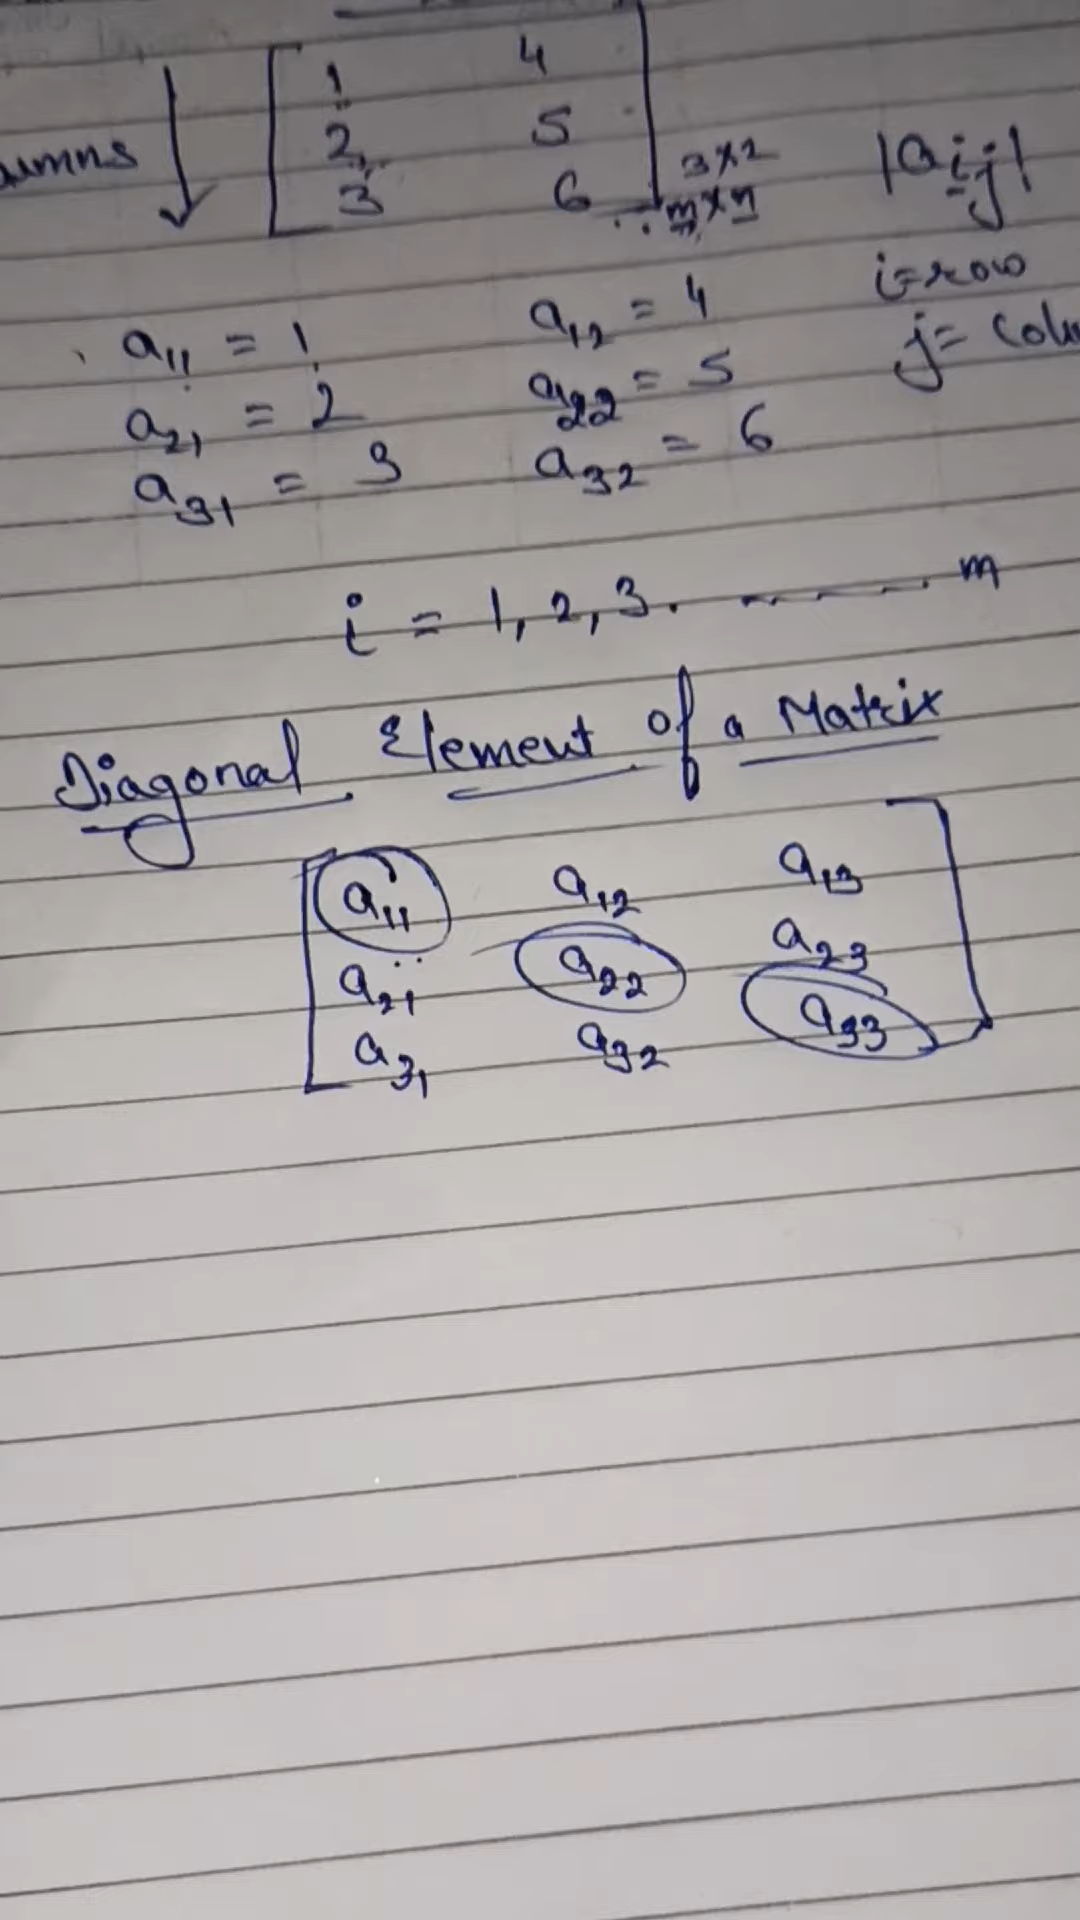 1 4
2 5
3 6
3×2
m×n
|aij|
i=row
a11 = 1 a12 = 4
j=
a21 = 2 a22 = 5
a31 = 3 a32 = 6
i = 1, 2, 3. ------- m
Diagonal Element of a Matrix
a11 a12 a13
a21 a22 a23
a31 a32 a33